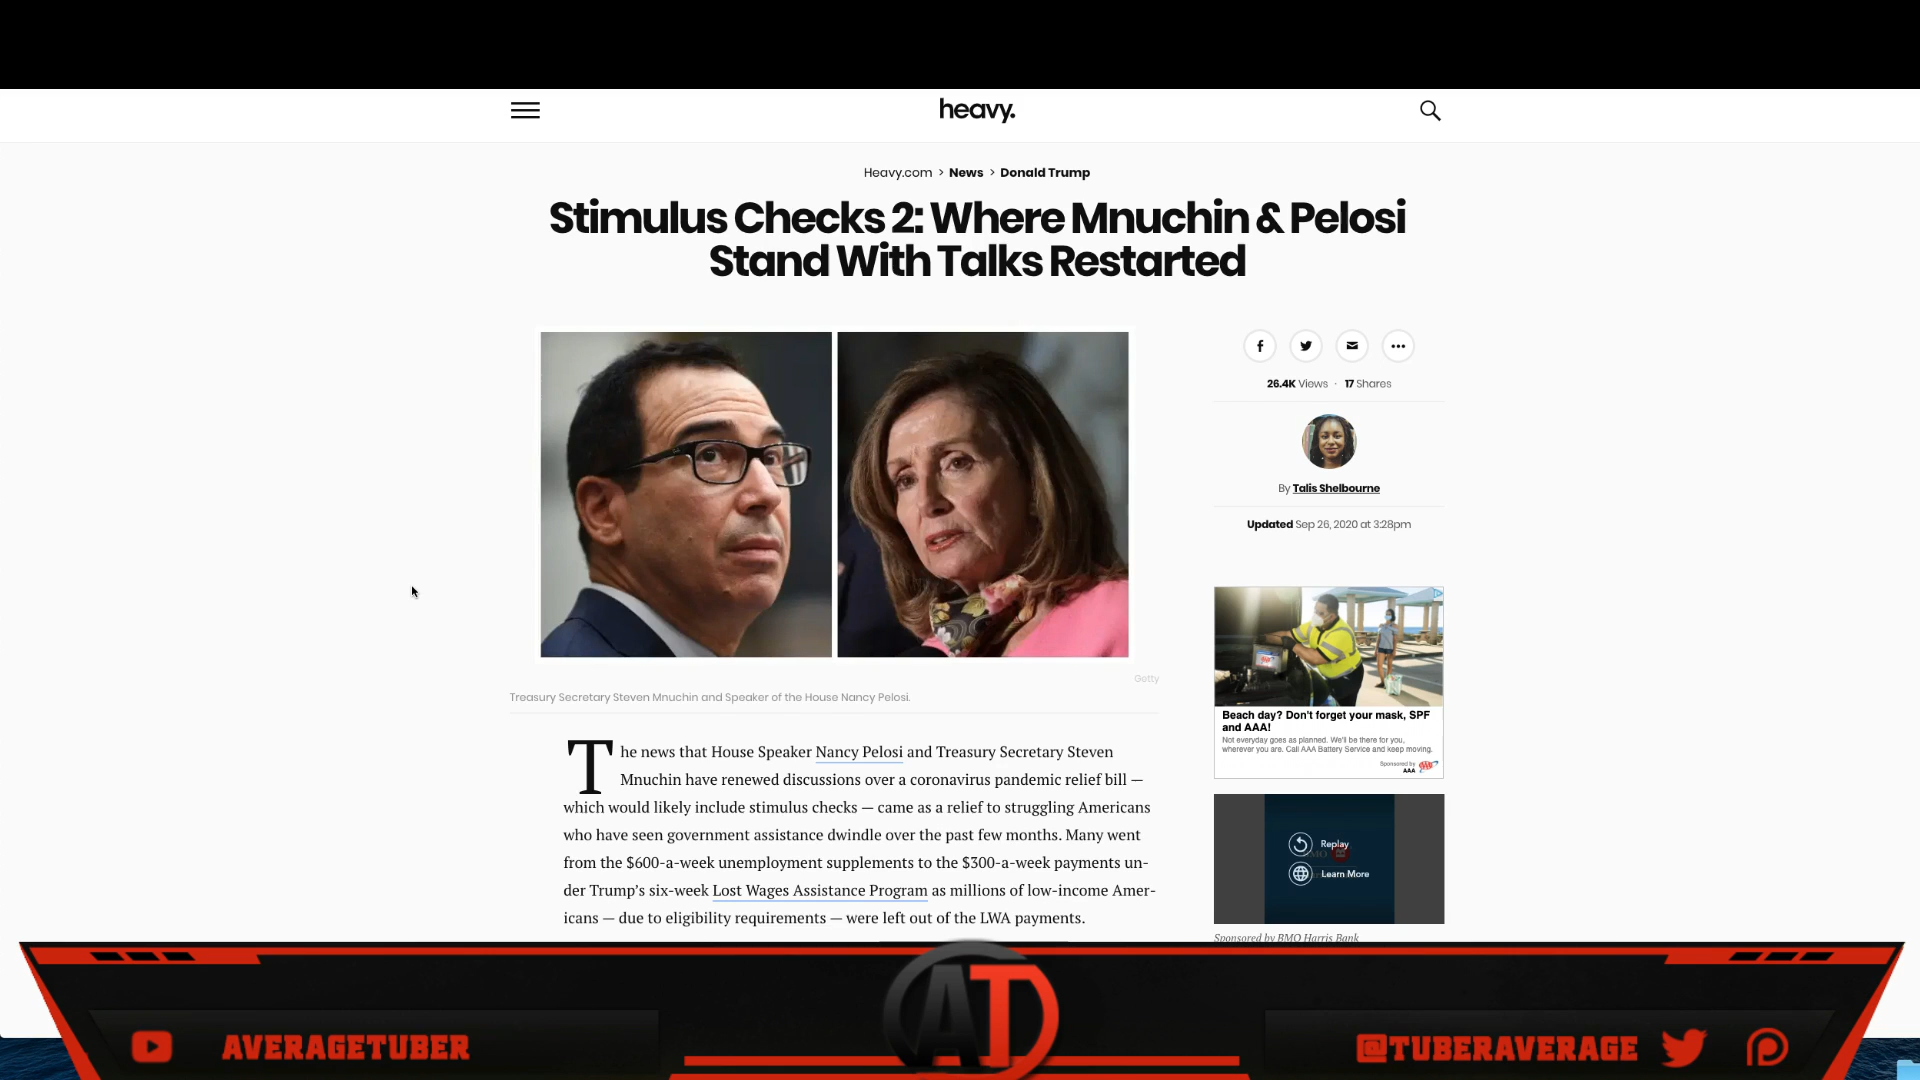 heavy.
Heavy.com > News > Donald Trump
Stimulus Checks 2: Where Mnuchin & Pelosi
Stand With Talks Restarted
26.4K Views · 17 Shares
By Talis Shelbourne
Updated Sep 26, 2020 at 3:28pm
Getty
Treasury Secretary Steven Mnuchin and Speaker of the House Nancy Pelosi.
The news that House Speaker Nancy Pelosi and Treasury Secretary Steven
Mnuchin have renewed discussions over a coronavirus pandemic relief bill —
which would likely include stimulus checks — came as a relief to struggling Americans
who have seen government assistance dwindle over the past few months. Many went
from the $600-a-week unemployment supplements to the $300-a-week payments un-
der Trump's six-week Lost Wages Assistance Program as millions of low-income Amer-
icans — due to eligibility requirements — were left out of the LWA payments.
Beach day? Don't forget your mask, SPF
and AAA!
Not everyday goes as planned. We'll be there for you,
wherever you are. Call AAA Battery Service and keep moving.
Sponsored by
AAA
Replay
Learn More
Sponsored by BMO Harris Bank
AVERAGETUBER
AT
@TUBERAVERAGE